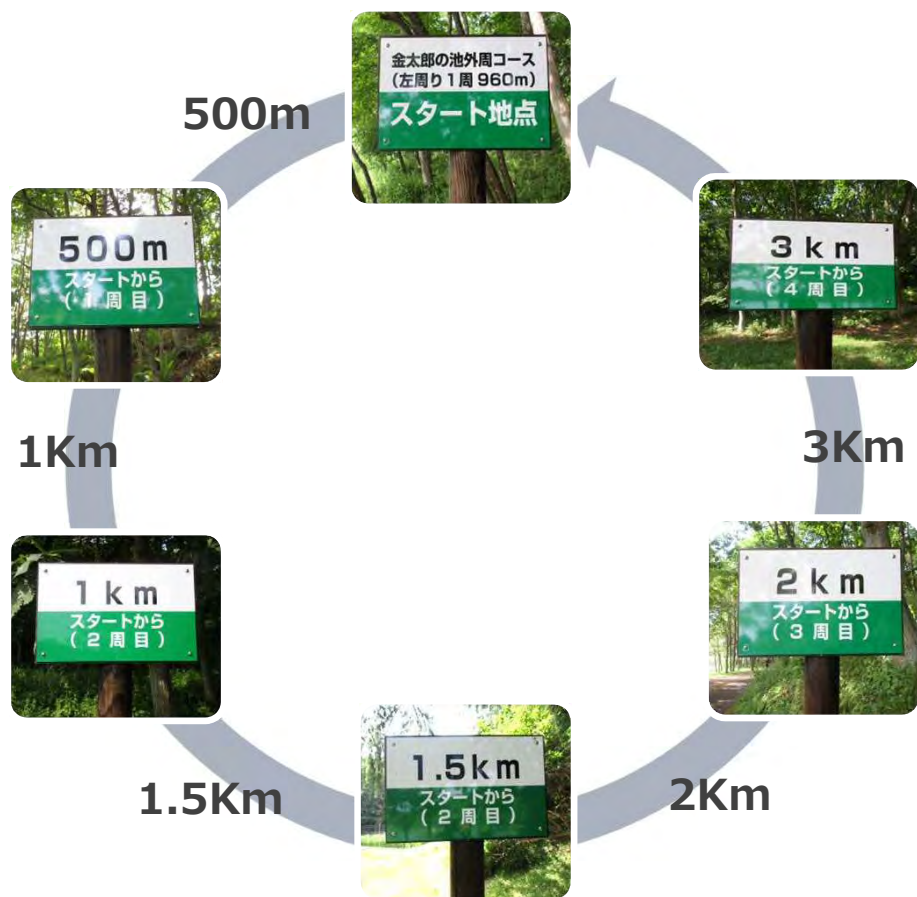 金太郎の池外周コース
(左周り1周960m)
スタート地点
500m
500m
スタートから
(1周目)
1Km
1km
スタートから
(2周目)
1.5Km
1.5km
スタートから
(2周目)
2Km
2km
スタートから
(3周目)
3Km
3km
スタートから
(4周目)